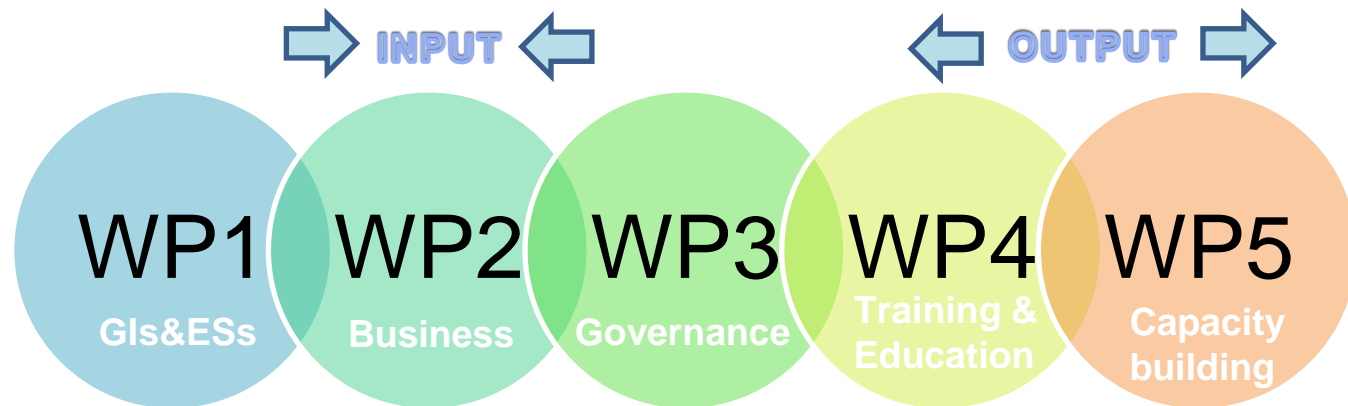 INPUT
OUTPUT
WP1
GIs&ESs
WP2
Business
WP3
Governance
WP4
Training &
Education
WP5
Capacity
building